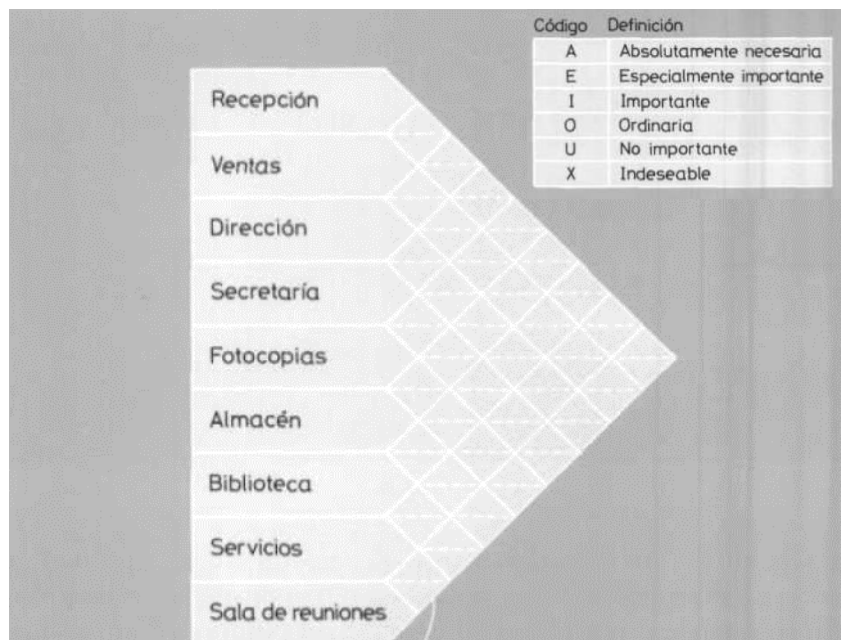 Código Definición
A Absolutamente necesaria
E Especialmente importante
I Importante
O Ordinaria
U No importante
X Indeseable
Recepción
Ventas
Dirección
Secretaría
Fotocopias
Almacén
Biblioteca
Servicios
Sala de reuniones